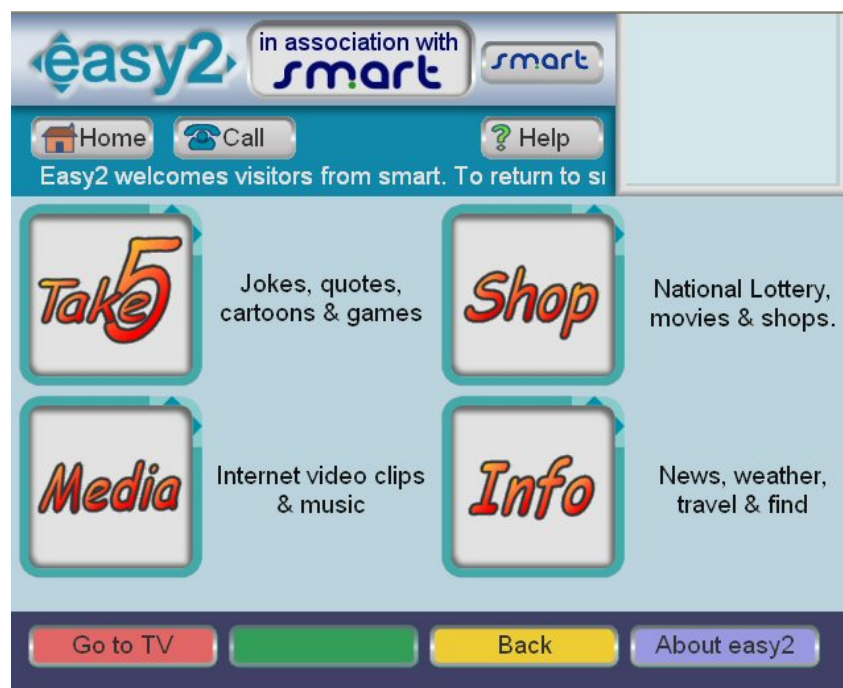 easy2
in association with
smart
smart
Home
Call
Help
Easy2 welcomes visitors from smart. To return to
Take 5
Jokes, quotes,
cartoons & games
Shop
National Lottery,
movies & shops.
Media
Internet video clips
& music
Info
News, weather,
travel & find
Go to TV
Back
About easy2